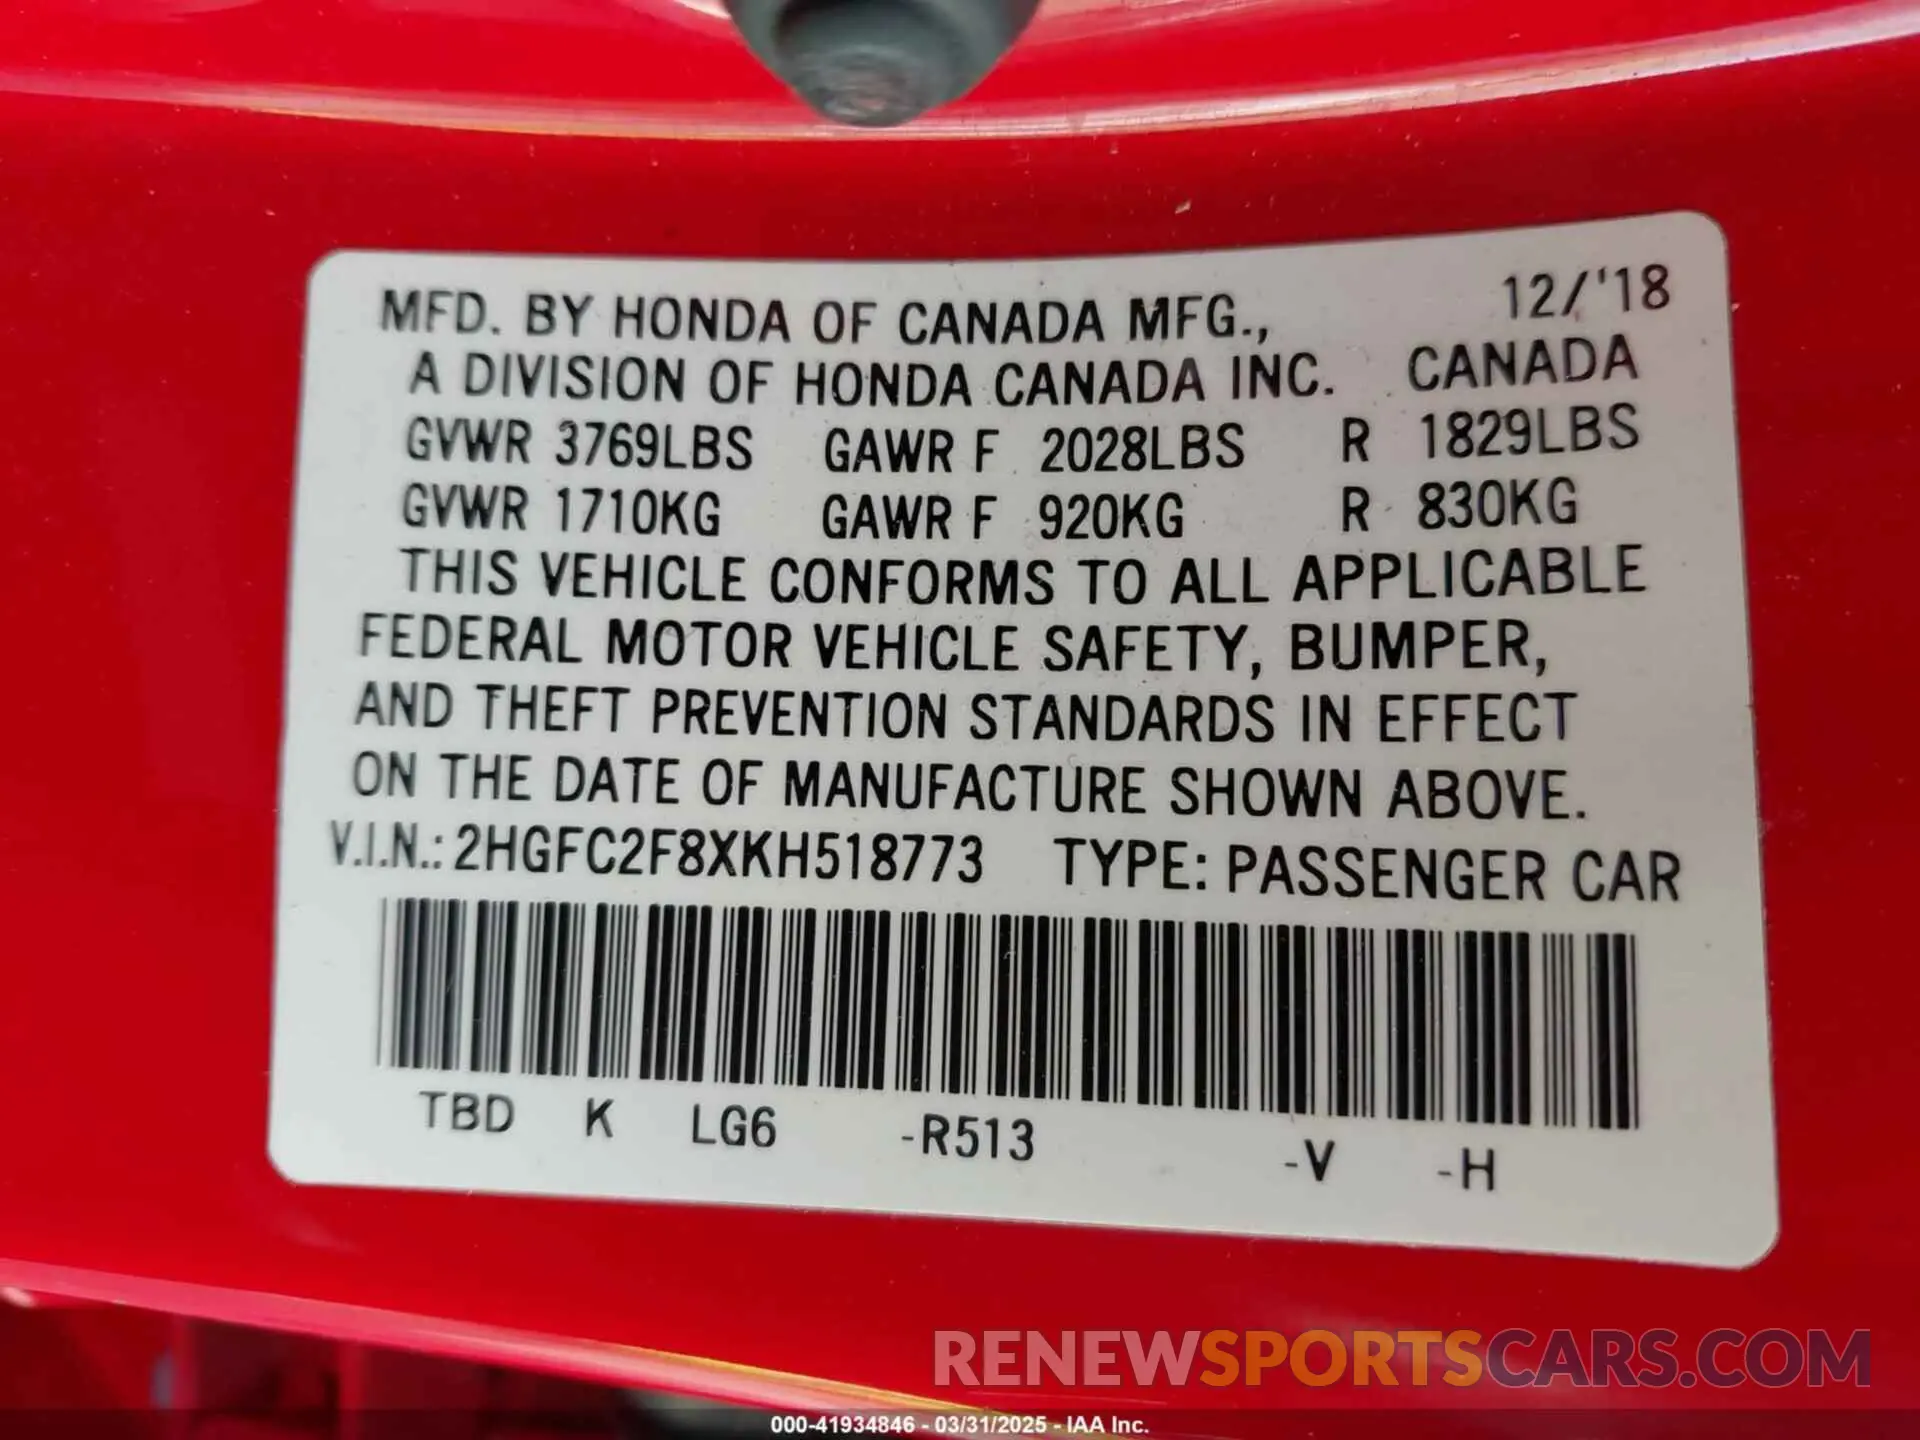 MFD. BY HONDA OF CANADA MFG., 12/'18
A DIVISION OF HONDA CANADA INC. CANADA
GVWR 3769LBS GAWR F 2028LBS R 1829LBS
GVWR 1710KG GAWR F 920KG R 830KG
THIS VEHICLE CONFORMS TO ALL APPLICABLE
FEDERAL MOTOR VEHICLE SAFETY, BUMPER,
AND THEFT PREVENTION STANDARDS IN EFFECT
ON THE DATE OF MANUFACTURE SHOWN ABOVE.
V.I.N.: 2HGFC2F8XKH518773 TYPE: PASSENGER CAR
TBD K LG6 -R513 -V -H
RENEWSPORTSCARS.COM
000-41934846 - 03/31/2025 - IAA Inc.